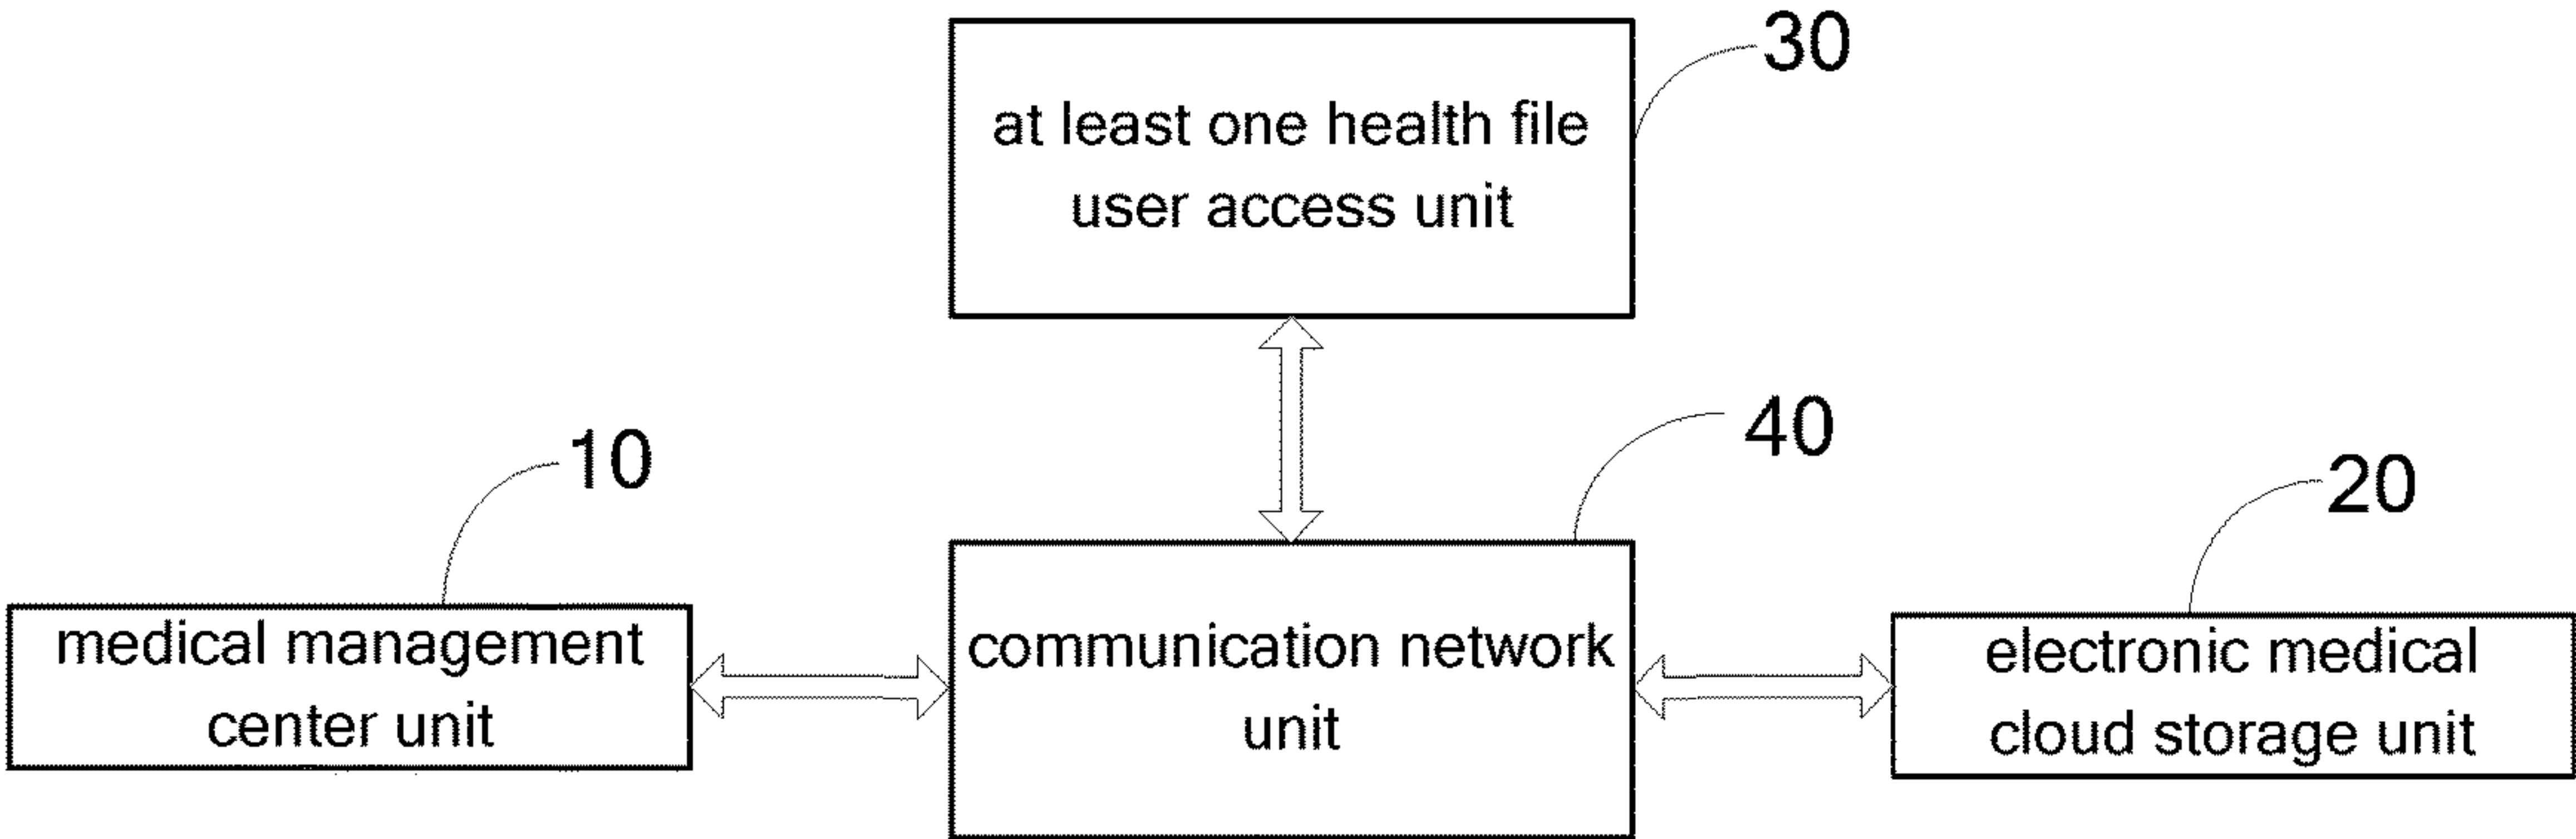 30
at least one health file
user access unit
40
10
20
medical management
center unit
communication network
unit
electronic medical
cloud storage unit